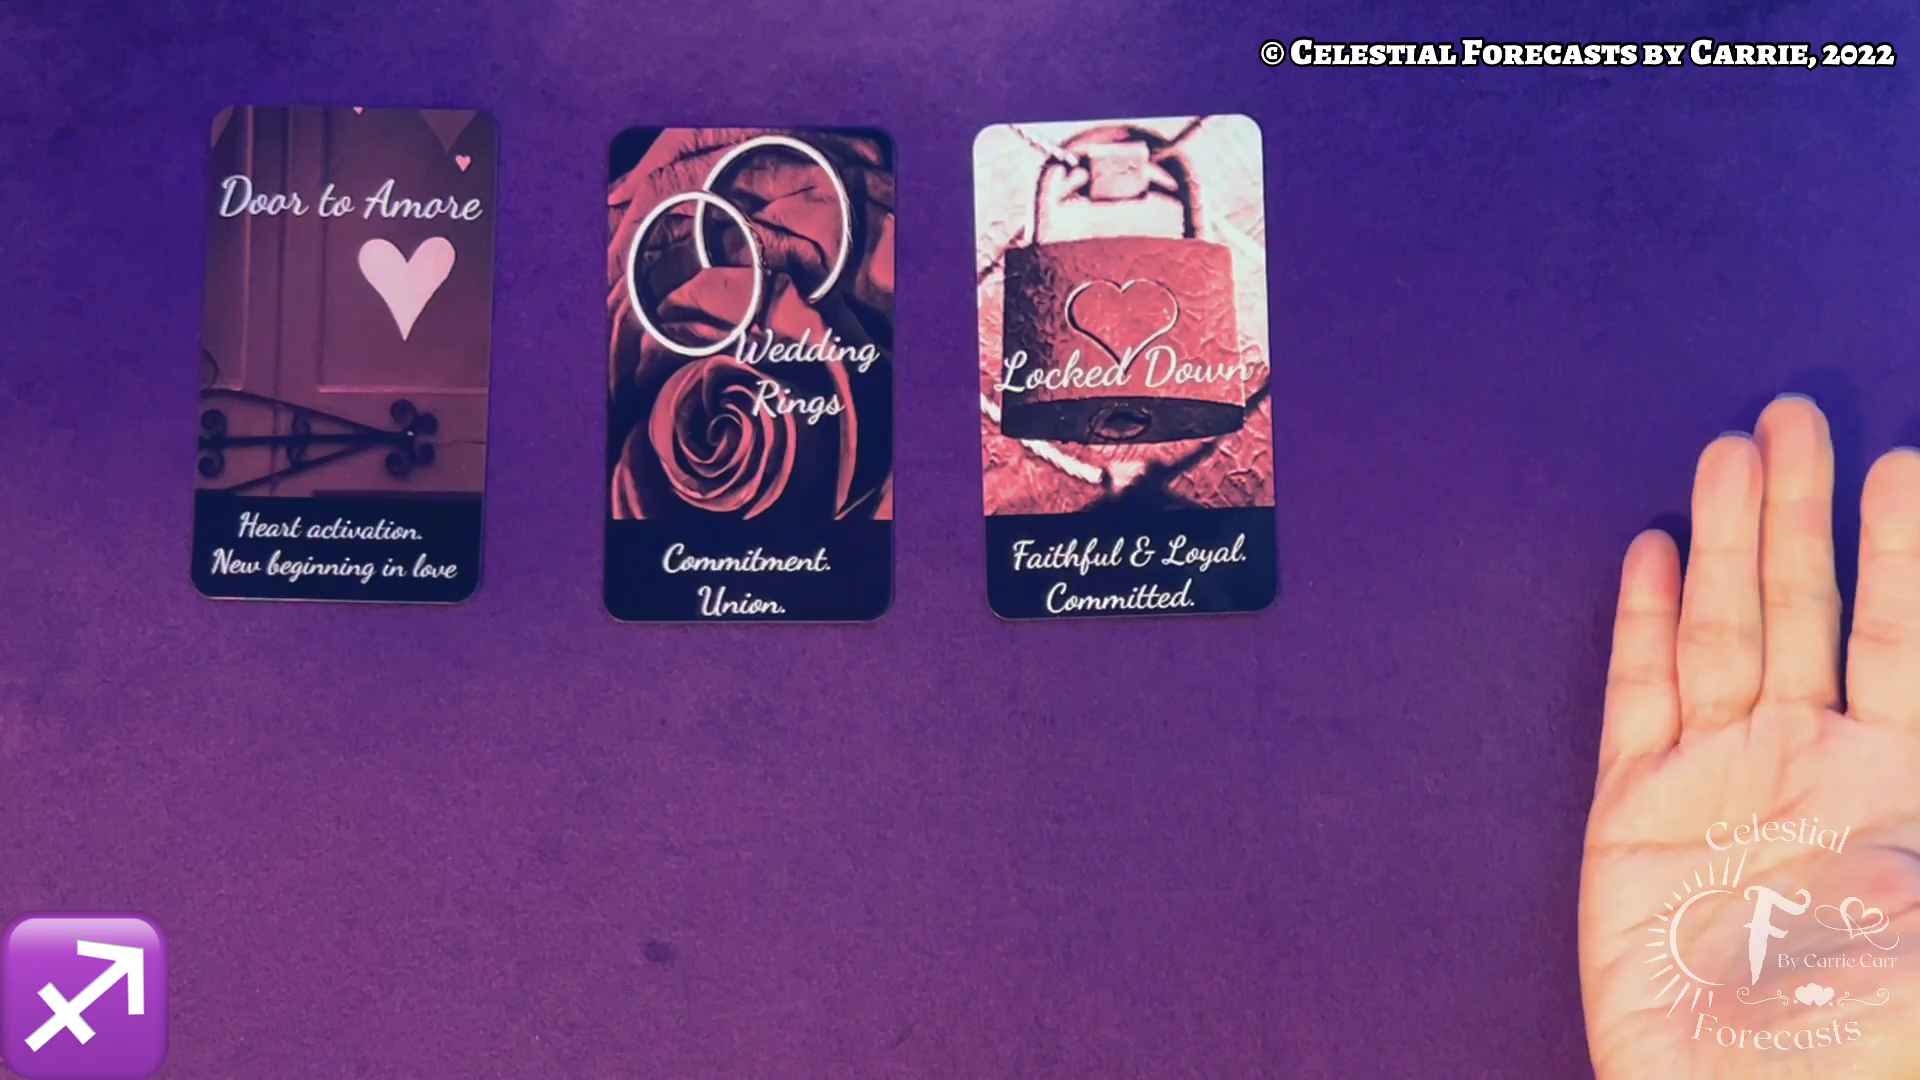 © Celestial Forecasts by Carrie, 2022
Door to Amore
Heart activation.
New beginning in love
Wedding
Rings
Commitment.
Union.
Locked Down
Faithful & Loyal.
Committed.
Celestial
F
By Carrie Carr
Forecasts